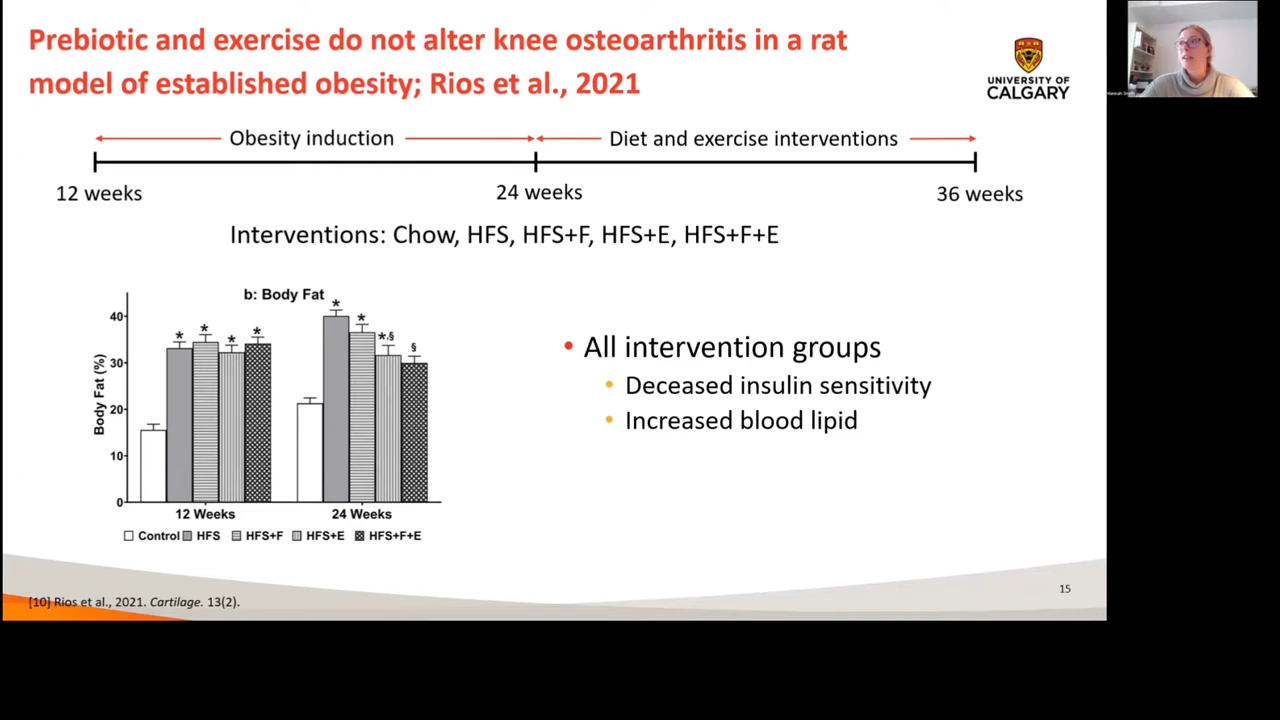 Prebiotic and exercise do not alter knee osteoarthritis in a rat
model of established obesity; Rios et al., 2021
UNIVERSITY OF
CALGARY
Obesity induction
Diet and exercise interventions
12 weeks
24 weeks
36 weeks
Interventions: Chow, HFS, HFS+F, HFS+E, HFS+F+E
b: Body Fat
Body Fat (%)
40
30
20
10
0
* * * *
* * *,§ §
12 Weeks
24 Weeks
Control HFS HFS+F HFS+E HFS+F+E
• All intervention groups
• Deceased insulin sensitivity
• Increased blood lipid
15
[10] Rios et al., 2021. Cartilage. 13(2).